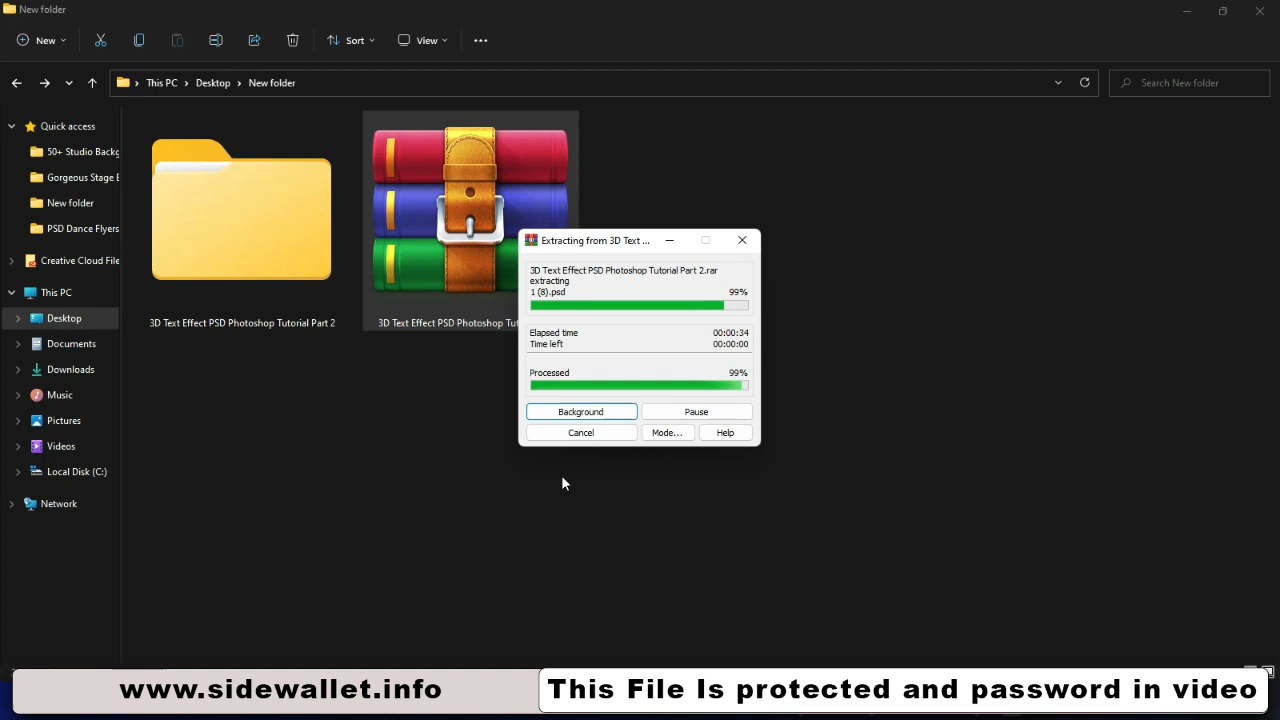 New folder
New
Sort
View
This PC
Desktop
New folder
Search New folder
Quick access
50+ Studio Backg
Gorgeous Stage B
New folder
PSD Dance Flyers
Creative Cloud File
This PC
Desktop
Documents
Downloads
Music
Pictures
Videos
Local Disk (C:)
Network
3D Text Effect PSD Photoshop Tutorial Part 2
3D Text Effect PSD Photoshop Tut
Extracting from 3D Text ...
3D Text Effect PSD Photoshop Tutorial Part 2.rar
extracting
1 (8).psd 99%
Elapsed time 00:00:34
Time left 00:00:00
Processed 99%
Background Pause
Cancel Mode... Help
www.sidewallet.info
This File Is protected and password in video